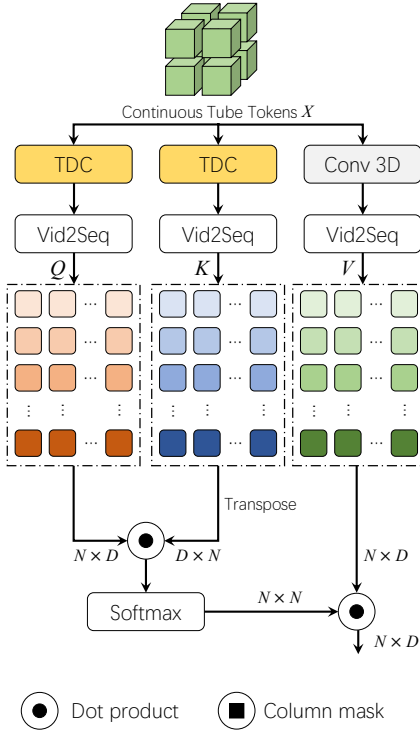 Continuous Tube Tokens X
TDC TDC Conv 3D
Vid2Seq Vid2Seq Vid2Seq
Q K V
... ... ...
... ... ...
... ... ...
⋮ ⋮ ⋮ ⋮ ⋮ ⋮ ⋮ ⋮ ⋮
... ... ...
Transpose
N × D D × N N × D
Softmax N × N
N × D
Dot product Column mask